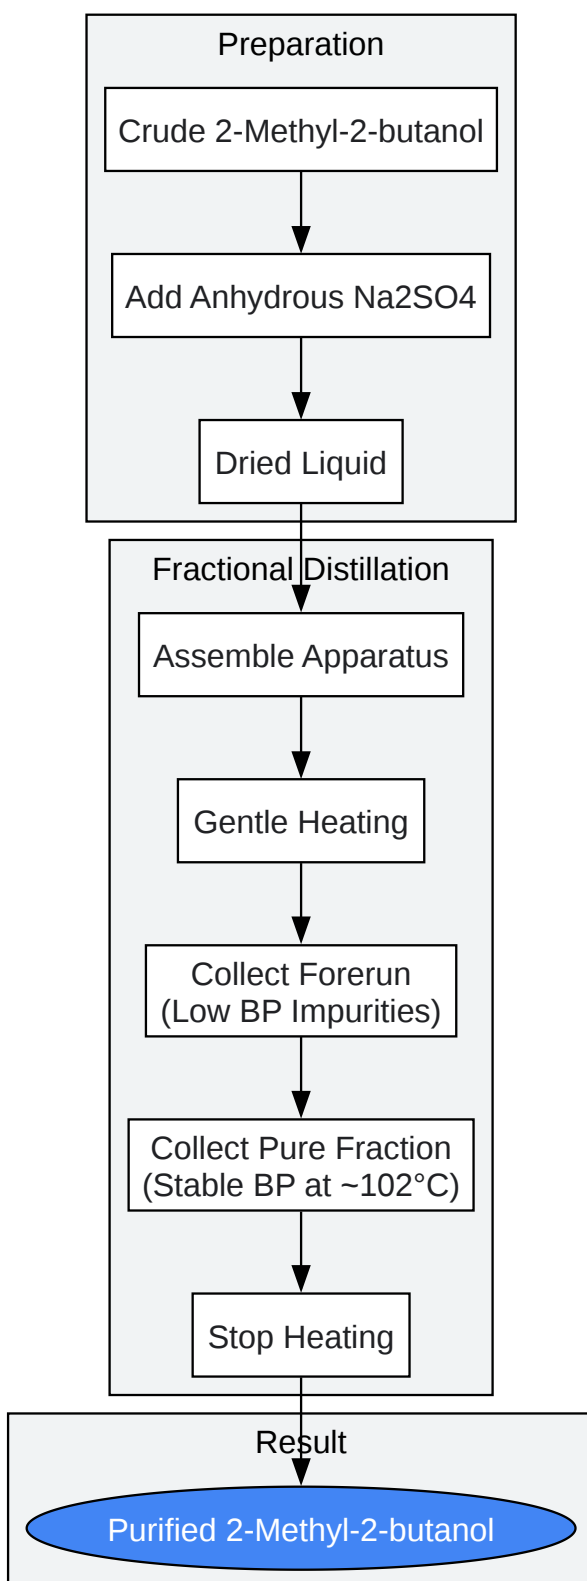 Preparation
Crude 2-Methyl-2-butanol
Add Anhydrous Na2SO4
Dried Liquid
Fractional Distillation
Assemble Apparatus
Gentle Heating
Collect Forerun
(Low BP Impurities)
Collect Pure Fraction
(Stable BP at ~102°C)
Stop Heating
Result
Purified 2-Methyl-2-butanol